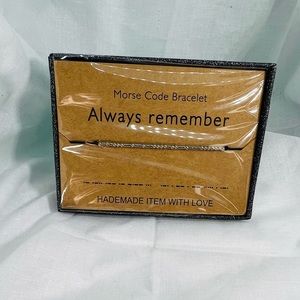 Morse Code Bracelet
Always remember
HADEMADE ITEM WITH LOVE